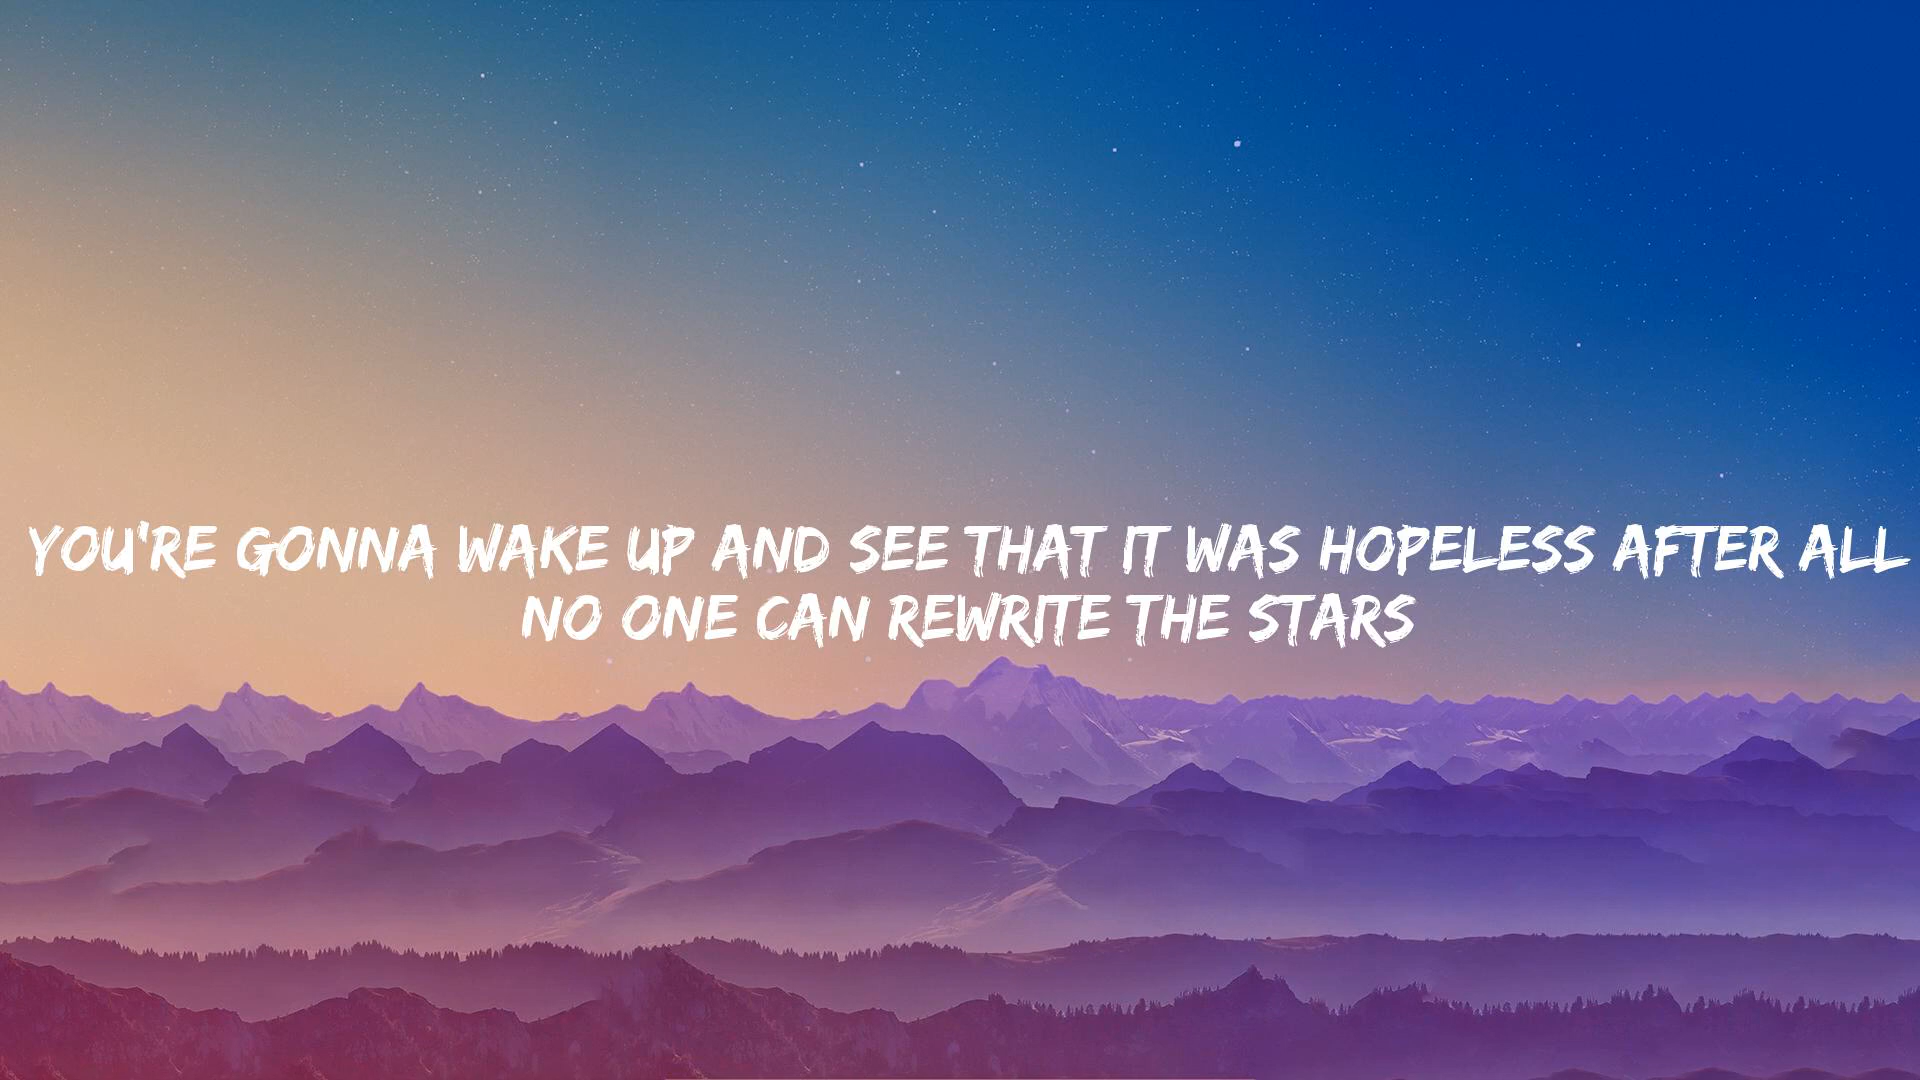 YOU'RE GONNA WAKE UP AND SEE THAT IT WAS HOPELESS AFTER ALL
NO ONE CAN REWRITE THE STARS